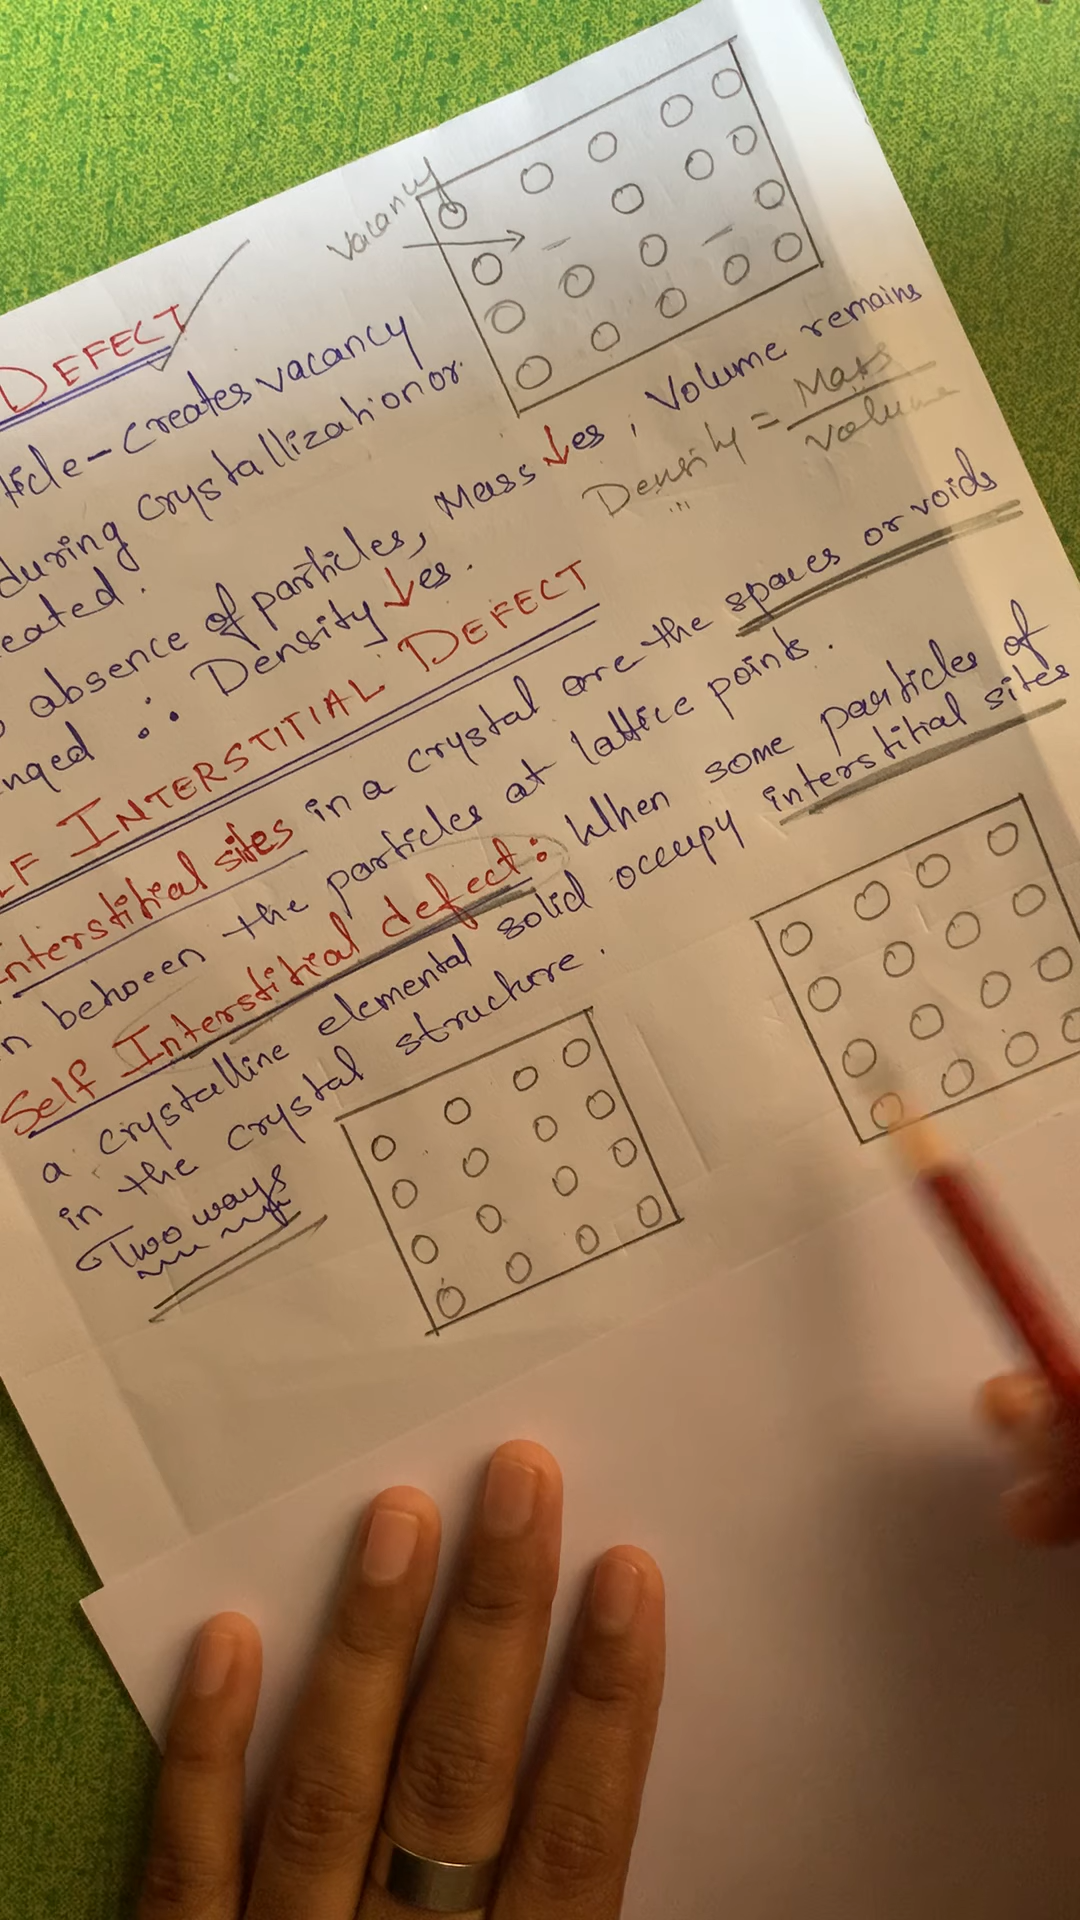 Vacancy
DEFECT
ticle - creates vacancy
during crystallization or
eated.
absence of particles, Mass ↓es, Volume remains
nged ∴ Density ↓es.
Density = Mass
Volume
LF INTERSTITIAL DEFECT
Interstitial sites in a crystal are the spaces or voids
n between the particles at lattice points.
Self Interstitial defect: When some particles of
a crystalline elemental solid occupy interstitial sites
in the crystal structure.
Two ways